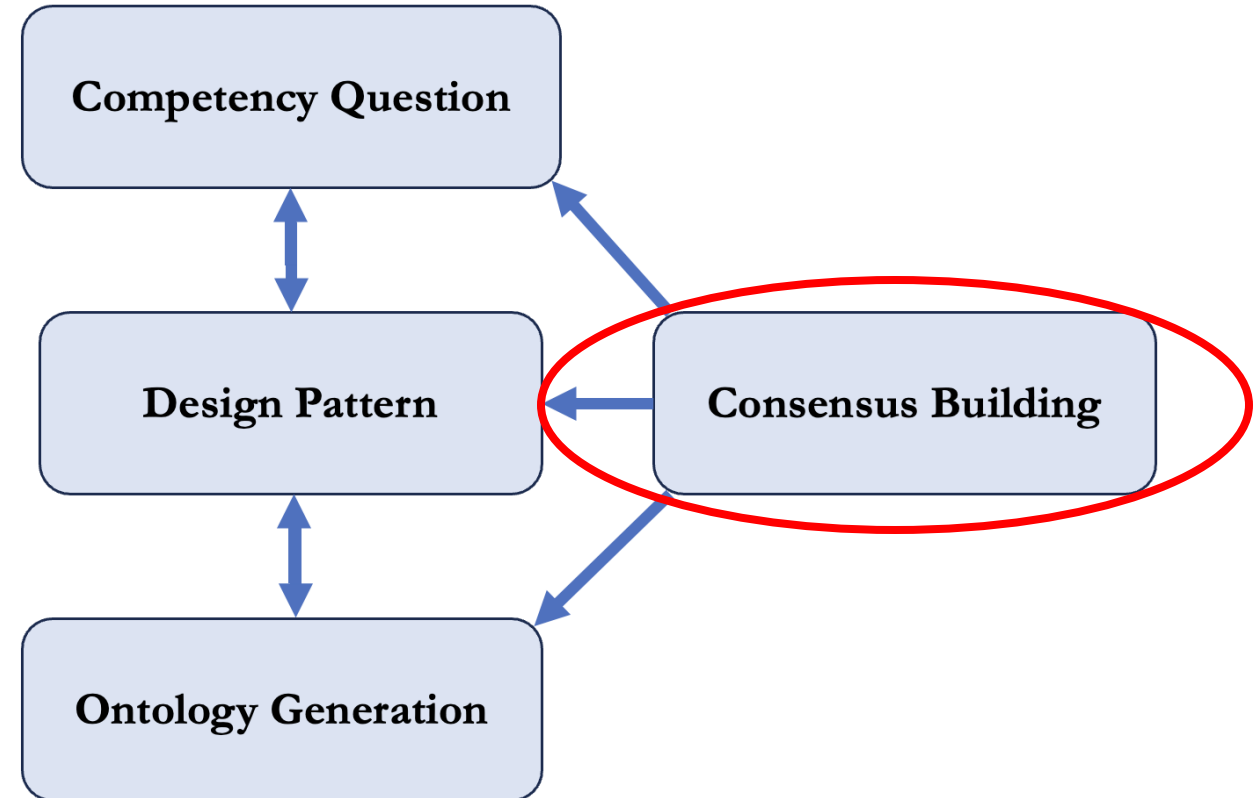 Competency Question
Design Pattern
Consensus Building
Ontology Generation